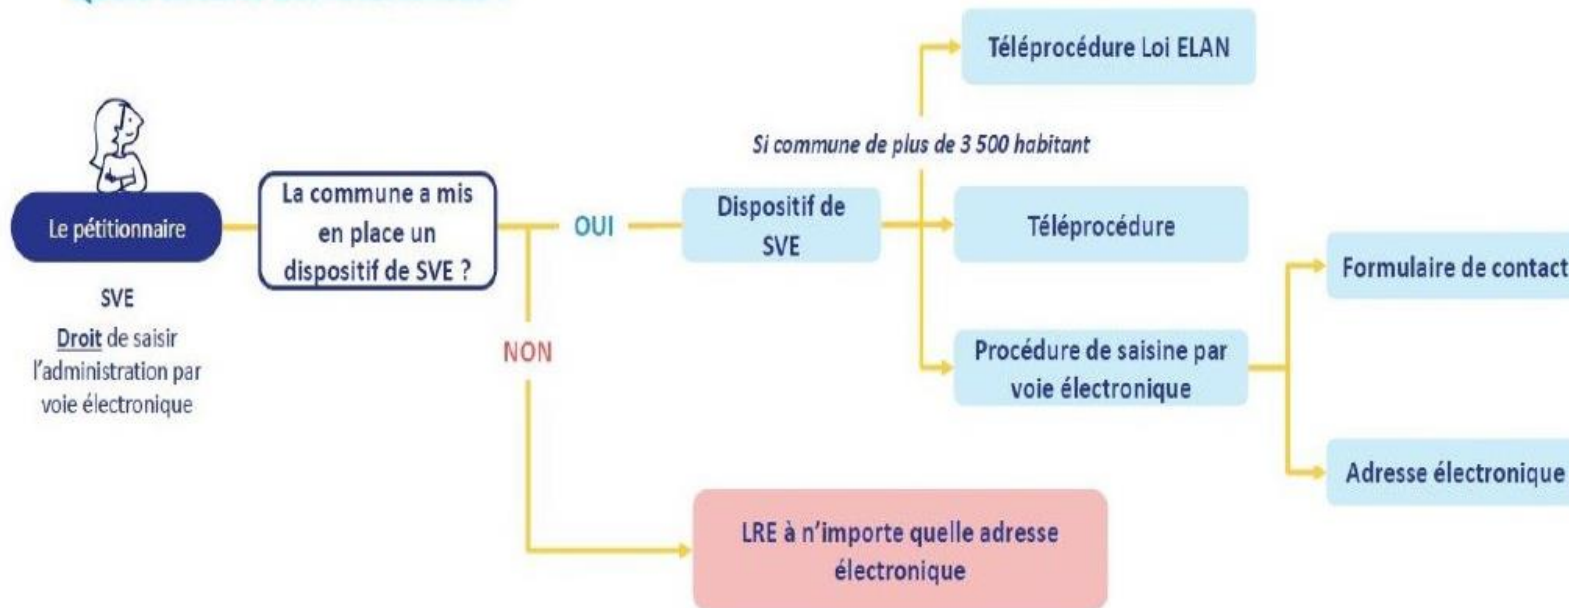 Téléprocédure Loi ELAN
Si commune de plus de 3 500 habitant
Le pétitionnaire
La commune a mis
en place un
dispositif de SVE ?
OUI
Dispositif de
SVE
Téléprocédure
Formulaire de contact
SVE
Droit de saisir
l'administration par
voie électronique
NON
Procédure de saisine par
voie électronique
Adresse électronique
LRE à n'importe quelle adresse
électronique